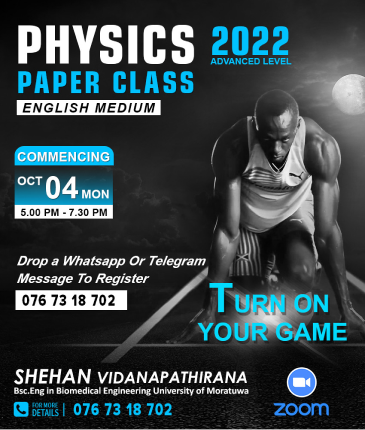 PHYSICS 2022
ADVANCED LEVEL
PAPER CLASS
ENGLISH MEDIUM
COMMENCING
OCT 04 MON
5.00 PM - 7.30 PM
Drop a Whatsapp Or Telegram
Message To Register
076 73 18 702
TURN ON
YOUR GAME
SHEHAN VIDANAPATHIRANA
Bsc.Eng in Biomedical Engineering University of Moratuwa
FOR MORE
DETAILS | 076 73 18 702
zoom